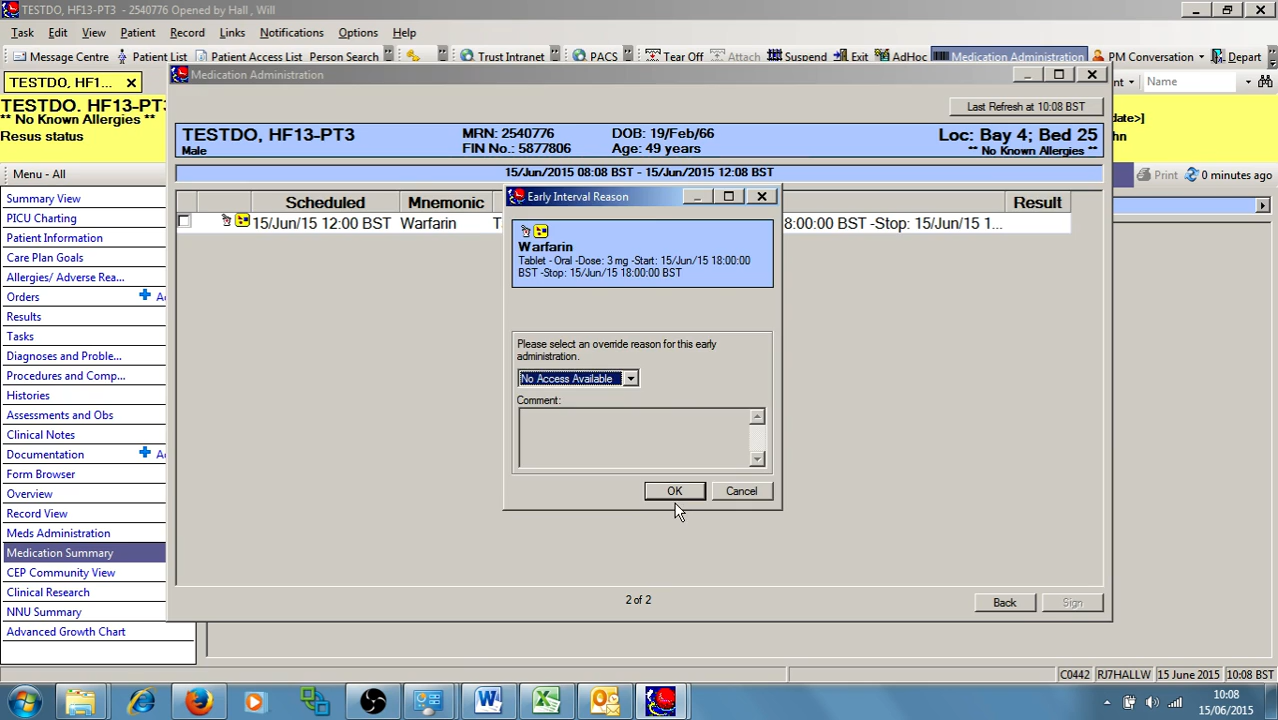 TESTDO, HF13-PT3 - 2540776 Opened by Hall , Will
Task Edit View Patient Record Links Notifications Options Help
Message Centre Patient List Patient Access List Person Search Trust Intranet PACS Tear Off Attach Suspend Exit AdHoc Medication Administration PM Conversation Depart
TESTDO, HF1...
Name
TESTDO. HF13-PT3
** No Known Allergies **
Resus status
Menu - All
Print
0 minutes ago
Summary View
PICU Charting
Patient Information
Care Plan Goals
Allergies/ Adverse Rea...
Orders
Results
Tasks
Diagnoses and Proble...
Procedures and Comp...
Histories
Assessments and Obs
Clinical Notes
Documentation
Form Browser
Overview
Record View
Meds Administration
Medication Summary
CEP Community View
Clinical Research
NNU Summary
Advanced Growth Chart
Medication Administration
Last Refresh at 10:08 BST
TESTDO, HF13-PT3 MRN: 2540776 DOB: 19/Feb/66 Loc: Bay 4; Bed 25
Male FIN No.: 5877806 Age: 49 years ** No Known Allergies **
15/Jun/2015 08:08 BST - 15/Jun/2015 12:08 BST
Scheduled Mnemonic Result
15/Jun/15 12:00 BST Warfarin 8:00:00 BST -Stop: 15/Jun/15 1...
Early Interval Reason
Warfarin
Tablet - Oral -Dose: 3 mg -Start: 15/Jun/15 18:00:00
BST -Stop: 15/Jun/15 18:00:00 BST
Please select an override reason for this early
administration.
No Access Available
Comment:
OK Cancel
2 of 2
Back Sign
C0442 RJ7HALLW 15 June 2015 10:08 BST
10:08
15/06/2015